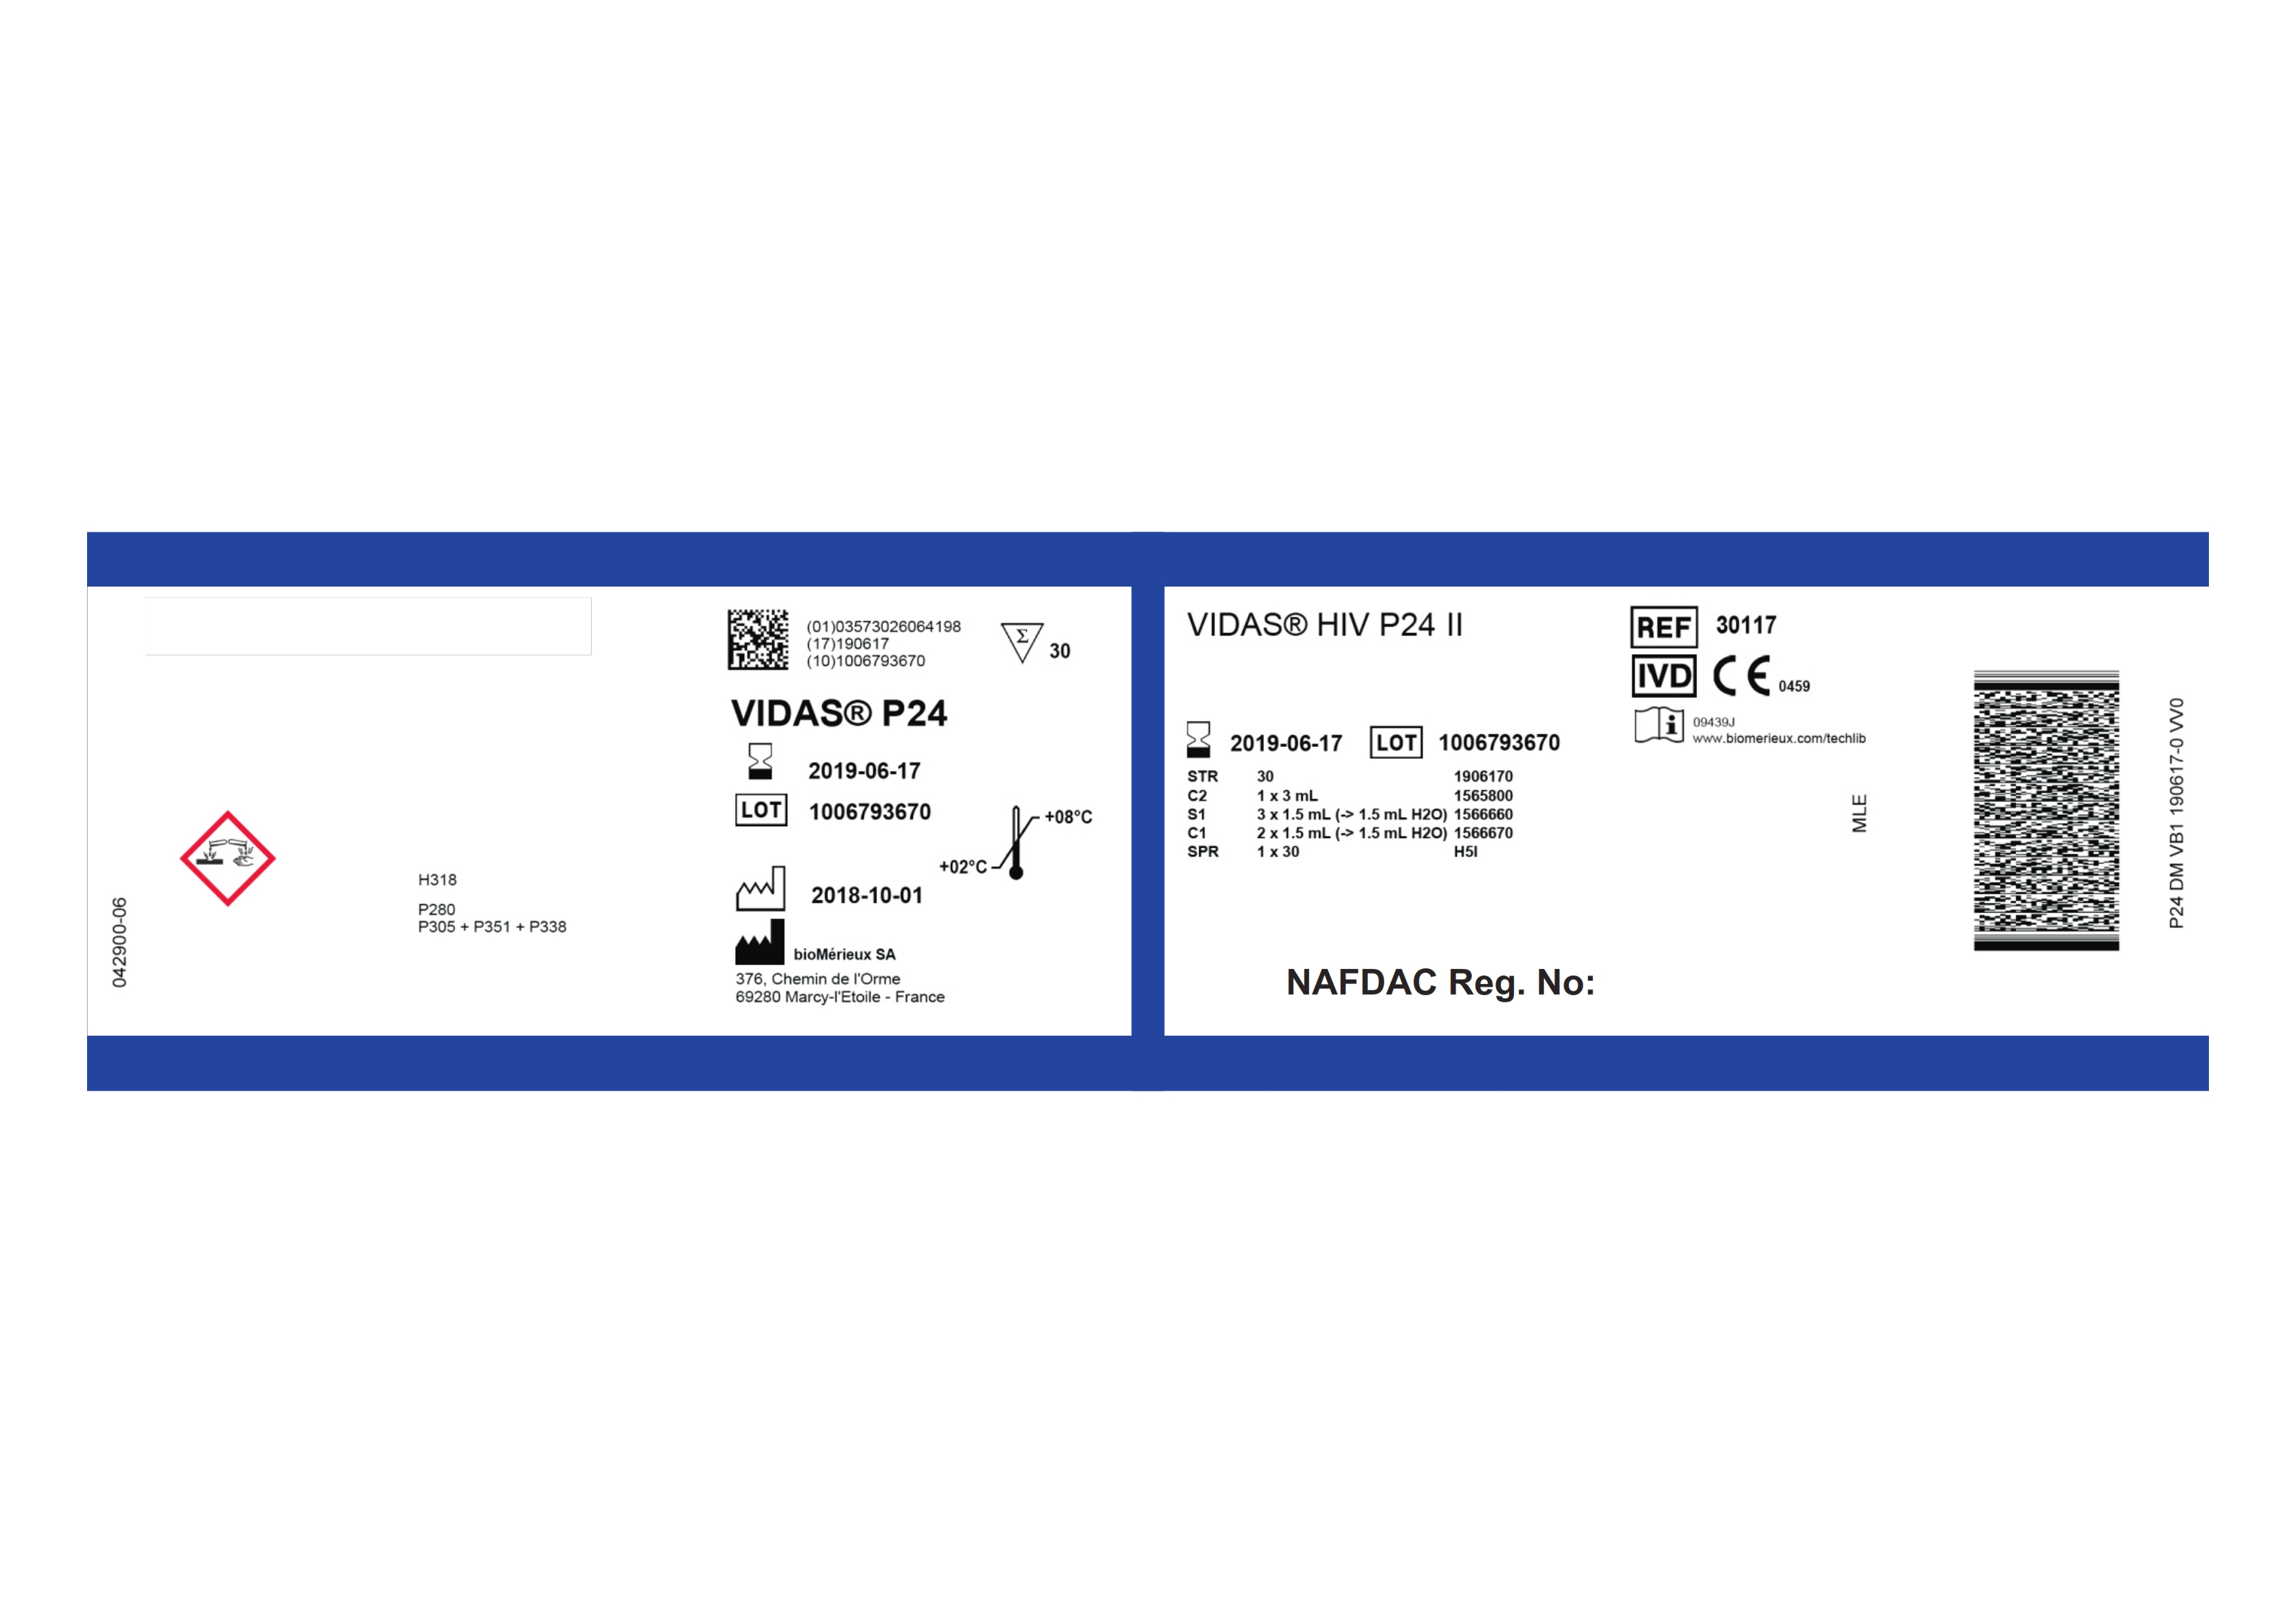 042900-06
H318
P280
P305 + P351 + P338
(01)03573026064198
(17)190617
(10)1006793670
Σ
30
VIDAS® P24
2019-06-17
LOT 1006793670
+08°C
+02°C
2018-10-01
bioMérieux SA
376, Chemin de l'Orme
69280 Marcy-l'Etoile - France
VIDAS® HIV P24 II
REF 30117
IVD CE 0459
i 09439J
www.biomerieux.com/techlib
2019-06-17 LOT 1006793670
STR 30 1906170
C2 1 x 3 mL 1565800
S1 3 x 1.5 mL (-> 1.5 mL H2O) 1566660
C1 2 x 1.5 mL (-> 1.5 mL H2O) 1566670
SPR 1 x 30 H5I
MLE
NAFDAC Reg. No:
P24 DM VB1 190617-0 VV0